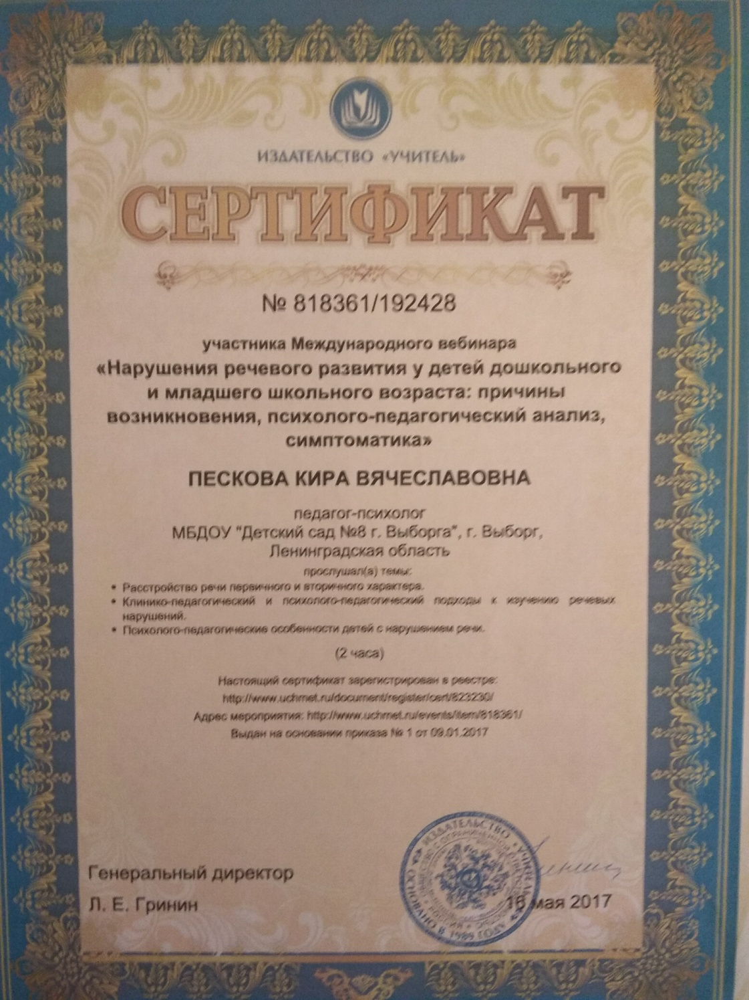 ИЗДАТЕЛЬСТВО «УЧИТЕЛЬ»
СЕРТИФИКАТ
№ 818361/192428
участника Международного вебинара
«Нарушения речевого развития у детей дошкольного
и младшего школьного возраста: причины
возникновения, психолого-педагогический анализ,
симптоматика»
ПЕСКОВА КИРА ВЯЧЕСЛАВОВНА
педагог-психолог
МБДОУ "Детский сад №8 г. Выборга", г. Выборг,
Ленинградская область
прослушал(а) темы:
• Расстройство речи первичного и вторичного характера.
• Клинико-педагогический и психолого-педагогический подходы к изучению речевых
нарушений.
• Психолого-педагогические особенности детей с нарушением речи.
(2 часа)
Настоящий сертификат зарегистрирован в реестре:
http://www.uchmet.ru/document/register/cert/823230/
Адрес мероприятия: http://www.uchmet.ru/events/item/818361/
Выдан на основании приказа № 1 от 09.01.2017
Генеральный директор
Л. Е. Гринин
мая 2017
ИЗДАТЕЛЬСТВО «УЧИТЕЛЬ»
ОСНОВАНО В 1989 ГОДУ